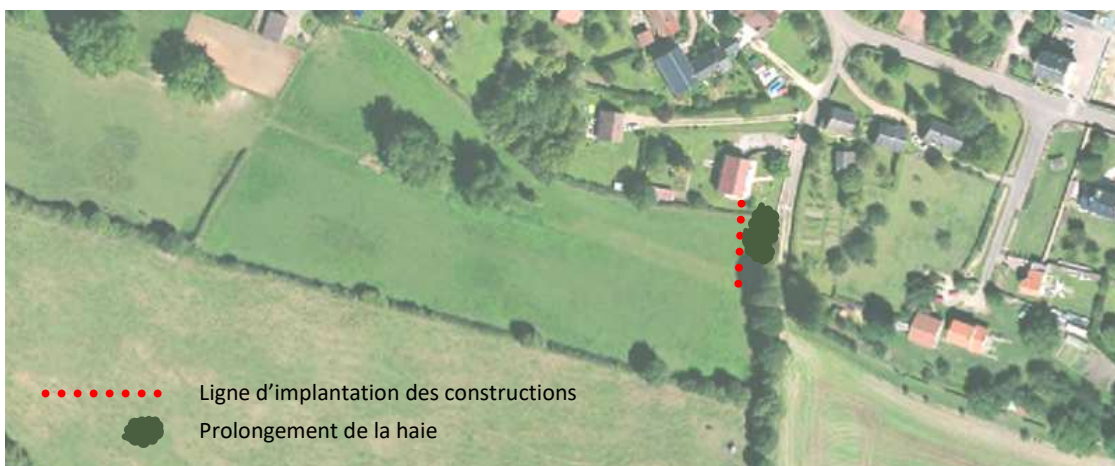 Ligne d'implantation des constructions
Prolongement de la haie